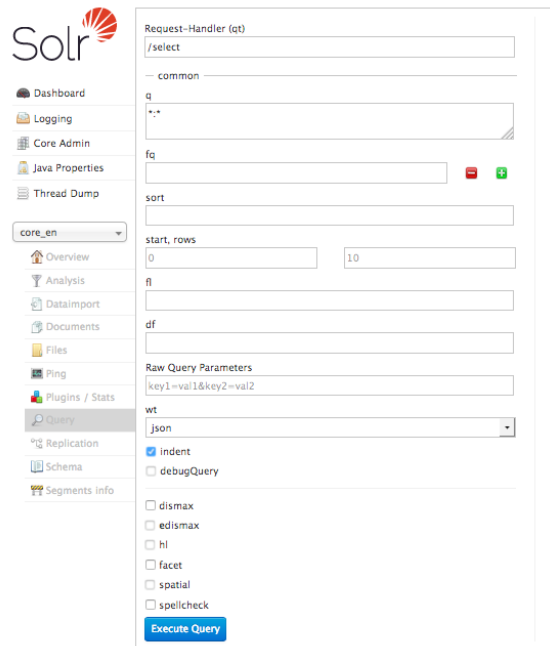 Solr
Dashboard
Logging
Core Admin
Java Properties
Thread Dump
core_en
Overview
Analysis
Dataimport
Documents
Files
Ping
Plugins / Stats
Query
Replication
Schema
Segments info
Request-Handler (qt)
/select
common
q
*:*
fq
sort
start, rows
0 10
fl
df
Raw Query Parameters
key1=val1&key2=val2
wt
json
indent
debugQuery
dismax
edismax
hl
facet
spatial
spellcheck
Execute Query